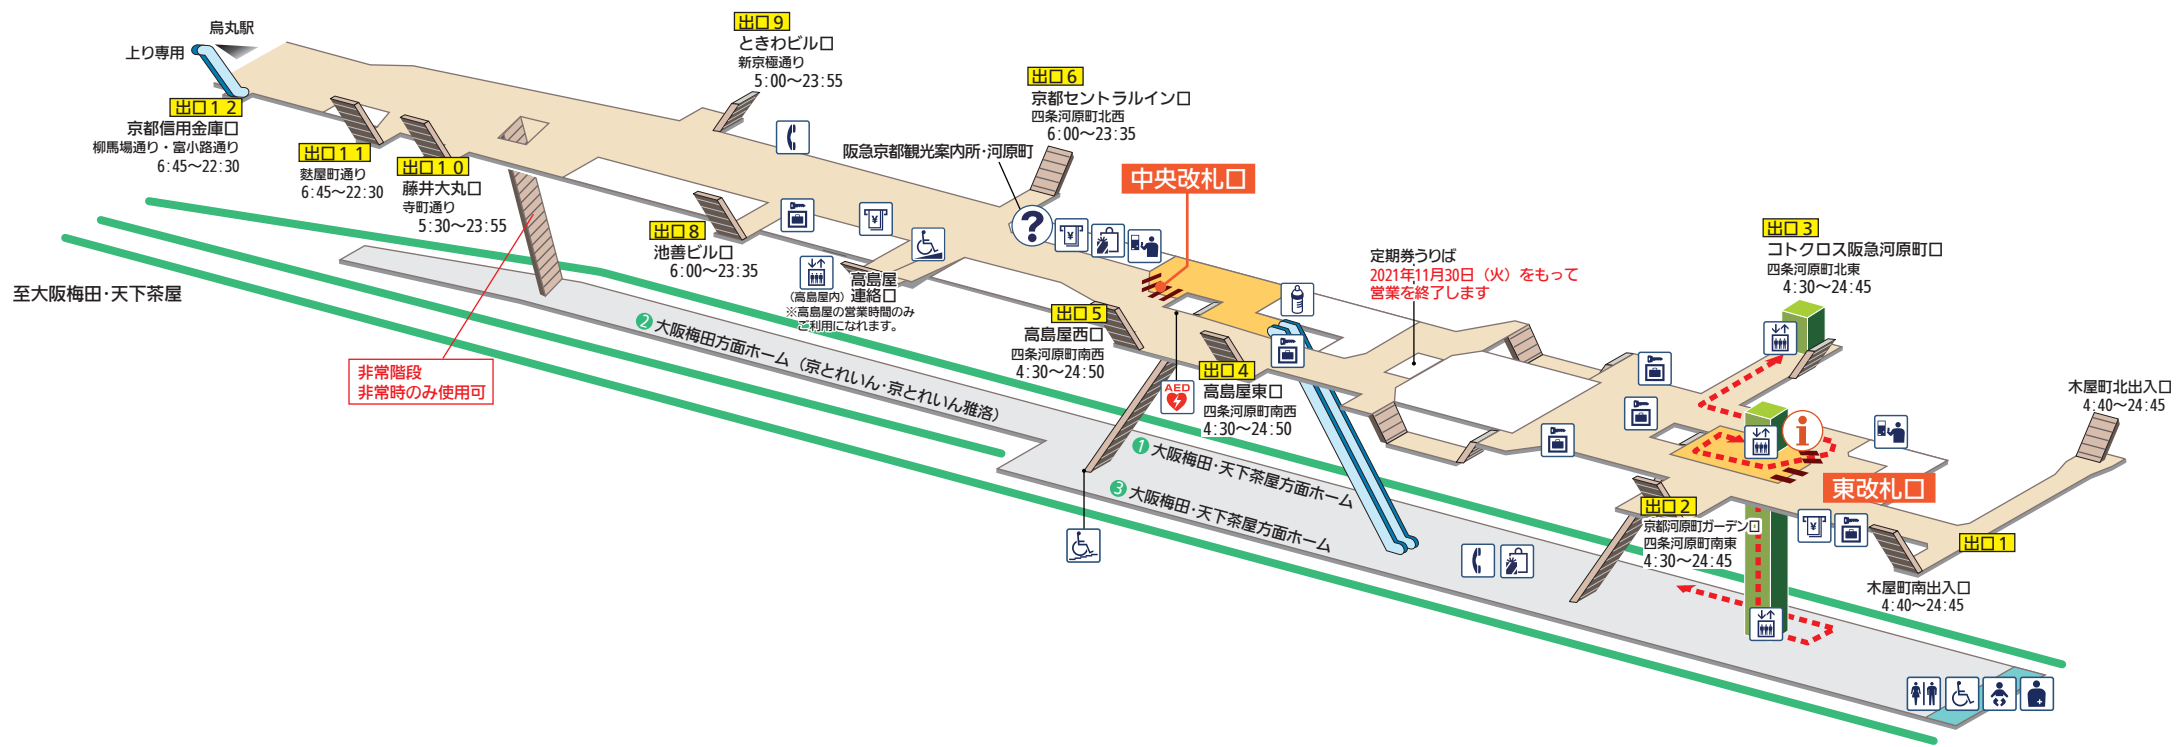 烏丸駅
上り専用
出口12
京都信用金庫口
柳馬場通り・富小路通り
6:45〜22:30
出口11
麩屋町通り
6:45〜22:30
出口10
藤井大丸口
寺町通り
5:30〜23:55
出口9
ときわビル口
新京極通り
5:00〜23:55
出口8
池善ビル口
6:00〜23:35
阪急京都観光案内所・河原町
?
出口6
京都セントラルイン口
四条河原町北西
6:00〜23:35
中央改札口
高島屋
連絡口
(高島屋内)
※高島屋の営業時間のみ
ご利用になれます。
出口5
高島屋西口
四条河原町南西
4:30〜24:50
AED
出口4
高島屋東口
四条河原町南西
4:30〜24:50
定期券うりば
2021年11月30日（火）をもって
営業を終了します
出口3
コトクロス阪急河原町口
四条河原町北東
4:30〜24:45
i
東改札口
木屋町北出入口
4:40〜24:45
出口1
木屋町南出入口
4:40〜24:45
出口2
京都河原町ガーデン口
四条河原町南東
4:30〜24:45
至大阪梅田・天下茶屋
非常階段
非常時のみ使用可
2 大阪梅田方面ホーム（京とれいん・京とれいん雅洛）
1 大阪梅田・天下茶屋方面ホーム
3 大阪梅田・天下茶屋方面ホーム
¥
¥
¥